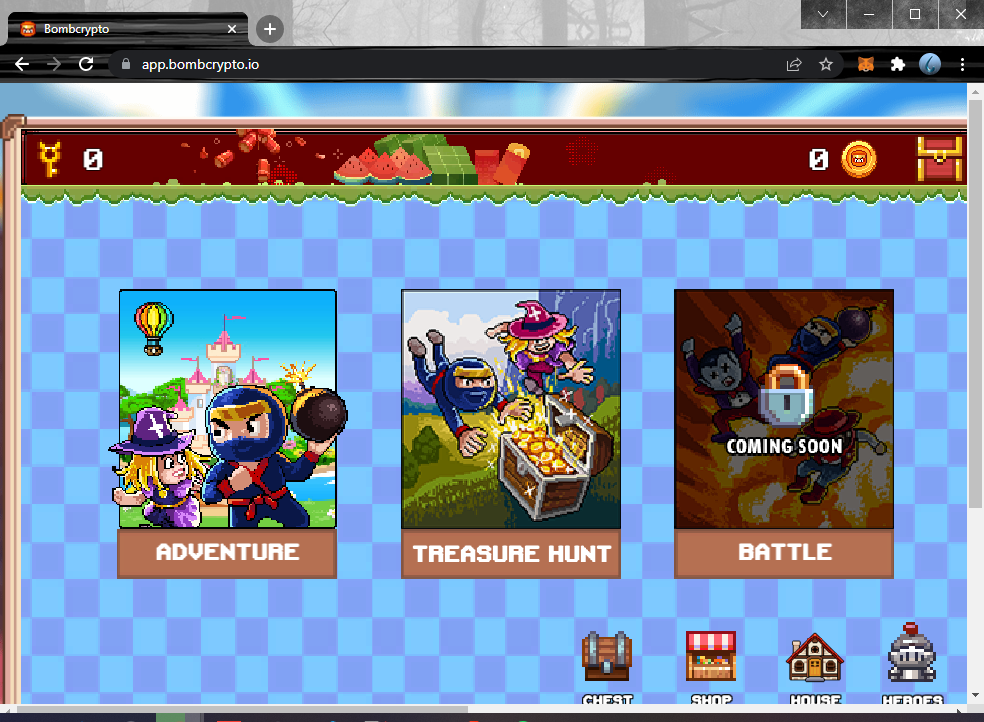 Bombcrypto
app.bombcrypto.io
0
0
COMING SOON
ADVENTURE
TREASURE HUNT
BATTLE
CHEST
SHOP
HOUSE
HEROES